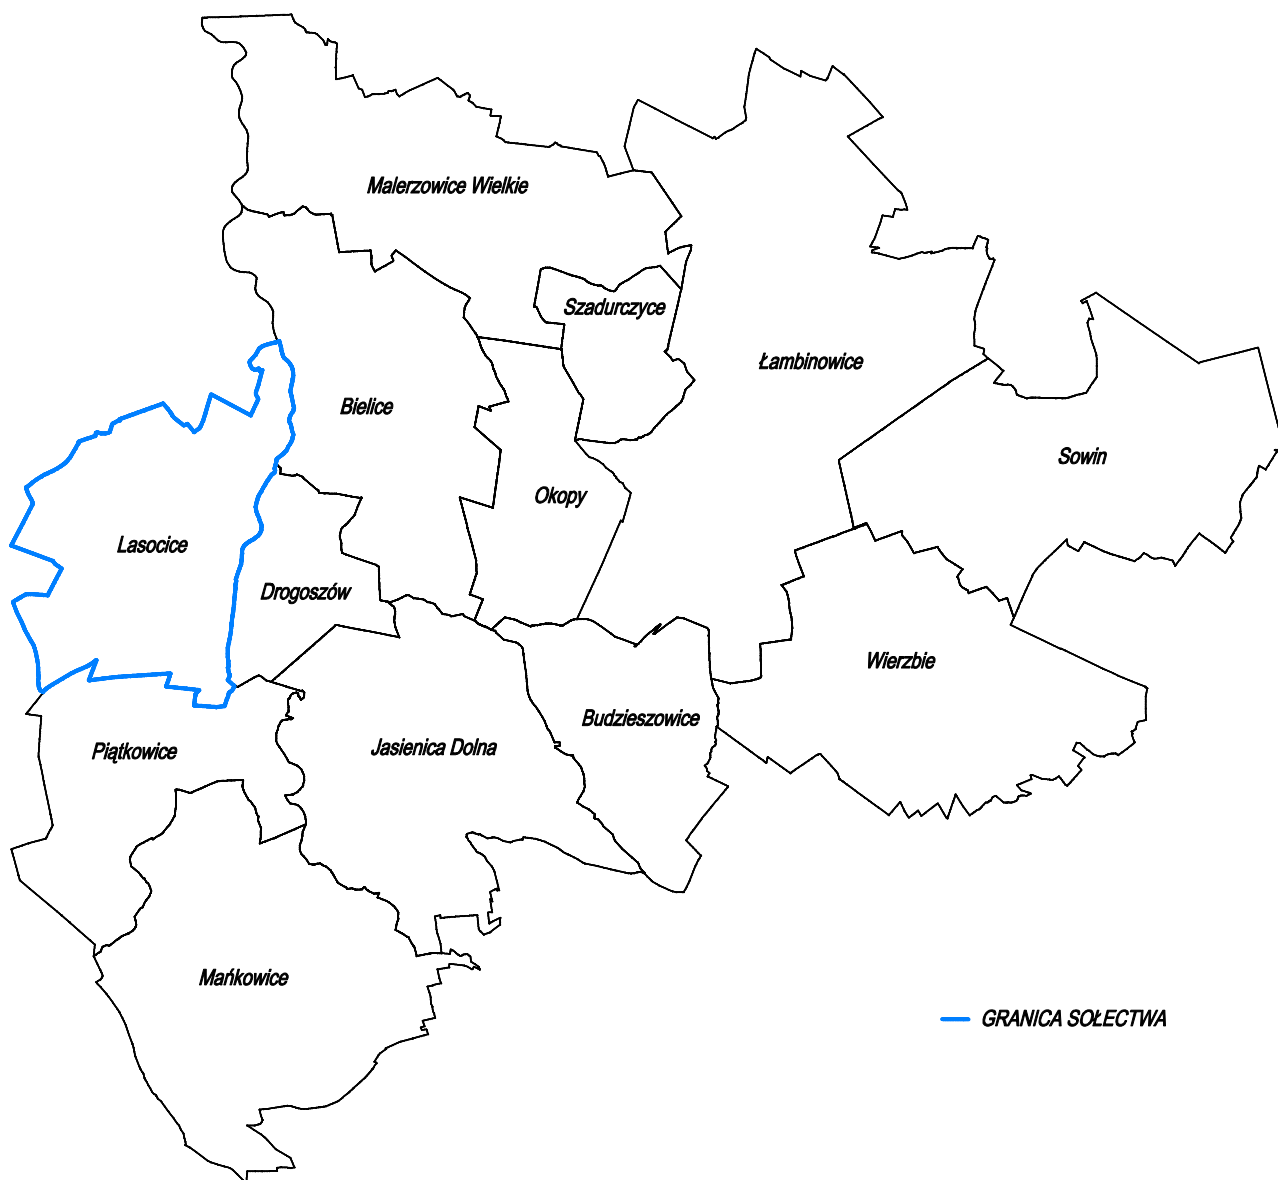 Malerzowice Wielkie
Szadurczyce
Łambinowice
Bielice
Sowin
Okopy
Lasocice
Drogoszów
Wierzbie
Budzieszowice
Jasienica Dolna
Piątkowice
Mańkowice
GRANICA SOŁECTWA